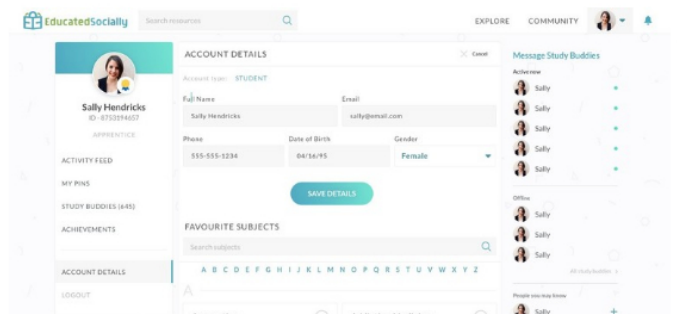 EducatedSocially
Search resources
EXPLORE
COMMUNITY
Sally Hendricks
ID - 8753194657
APPRENTICE
ACTIVITY FEED
MY PINS
STUDY BUDDIES (645)
ACHIEVEMENTS
ACCOUNT DETAILS
LOGOUT
ACCOUNT DETAILS
Cancel
Account type: STUDENT
Full Name
Email
Sally Hendricks
sally@email.com
Phone
Date of Birth
Gender
555-555-1234
04/16/95
Female
SAVE DETAILS
FAVOURITE SUBJECTS
Search subjects
A B C D E F G H I J K L M N O P Q R S T U V W X Y Z
A
Message Study Buddies
Active now
Sally
Sally
Sally
Sally
Sally
Offline
Sally
Sally
Sally
All study buddies >
People you may know
Sally